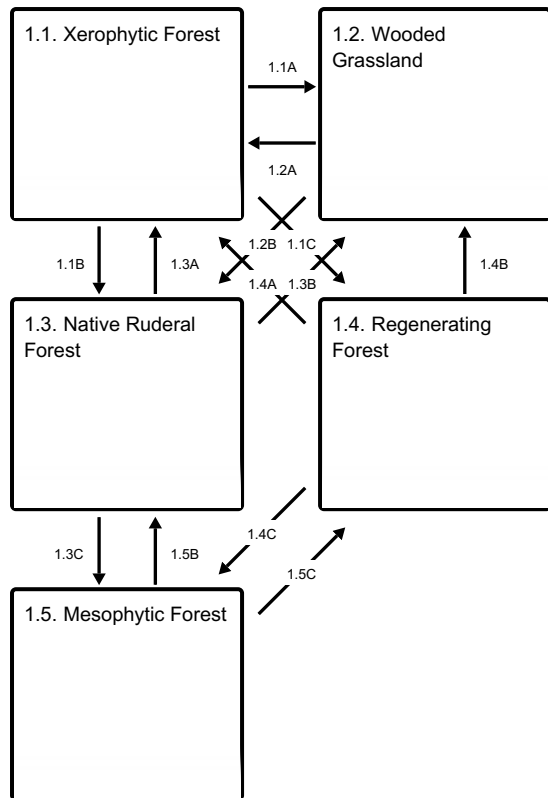 1.1. Xerophytic Forest
1.2. Wooded
Grassland
1.1A
1.2A
1.1B
1.3A
1.2B
1.1C
1.4A
1.3B
1.4B
1.3. Native Ruderal
Forest
1.4. Regenerating
Forest
1.3C
1.5B
1.4C
1.5C
1.5. Mesophytic Forest